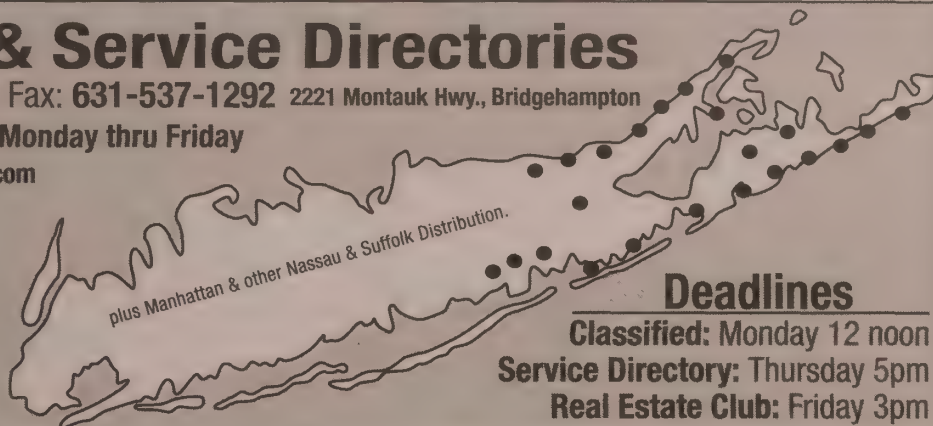 & Service Directories
Fax: 631-537-1292 2221 Montauk Hwy., Bridgehampton
Monday thru Friday
com
plus Manhattan & other Nassau & Suffolk Distribution.
Deadlines
Classified: Monday 12 noon
Service Directory: Thursday 5pm
Real Estate Club: Friday 3pm